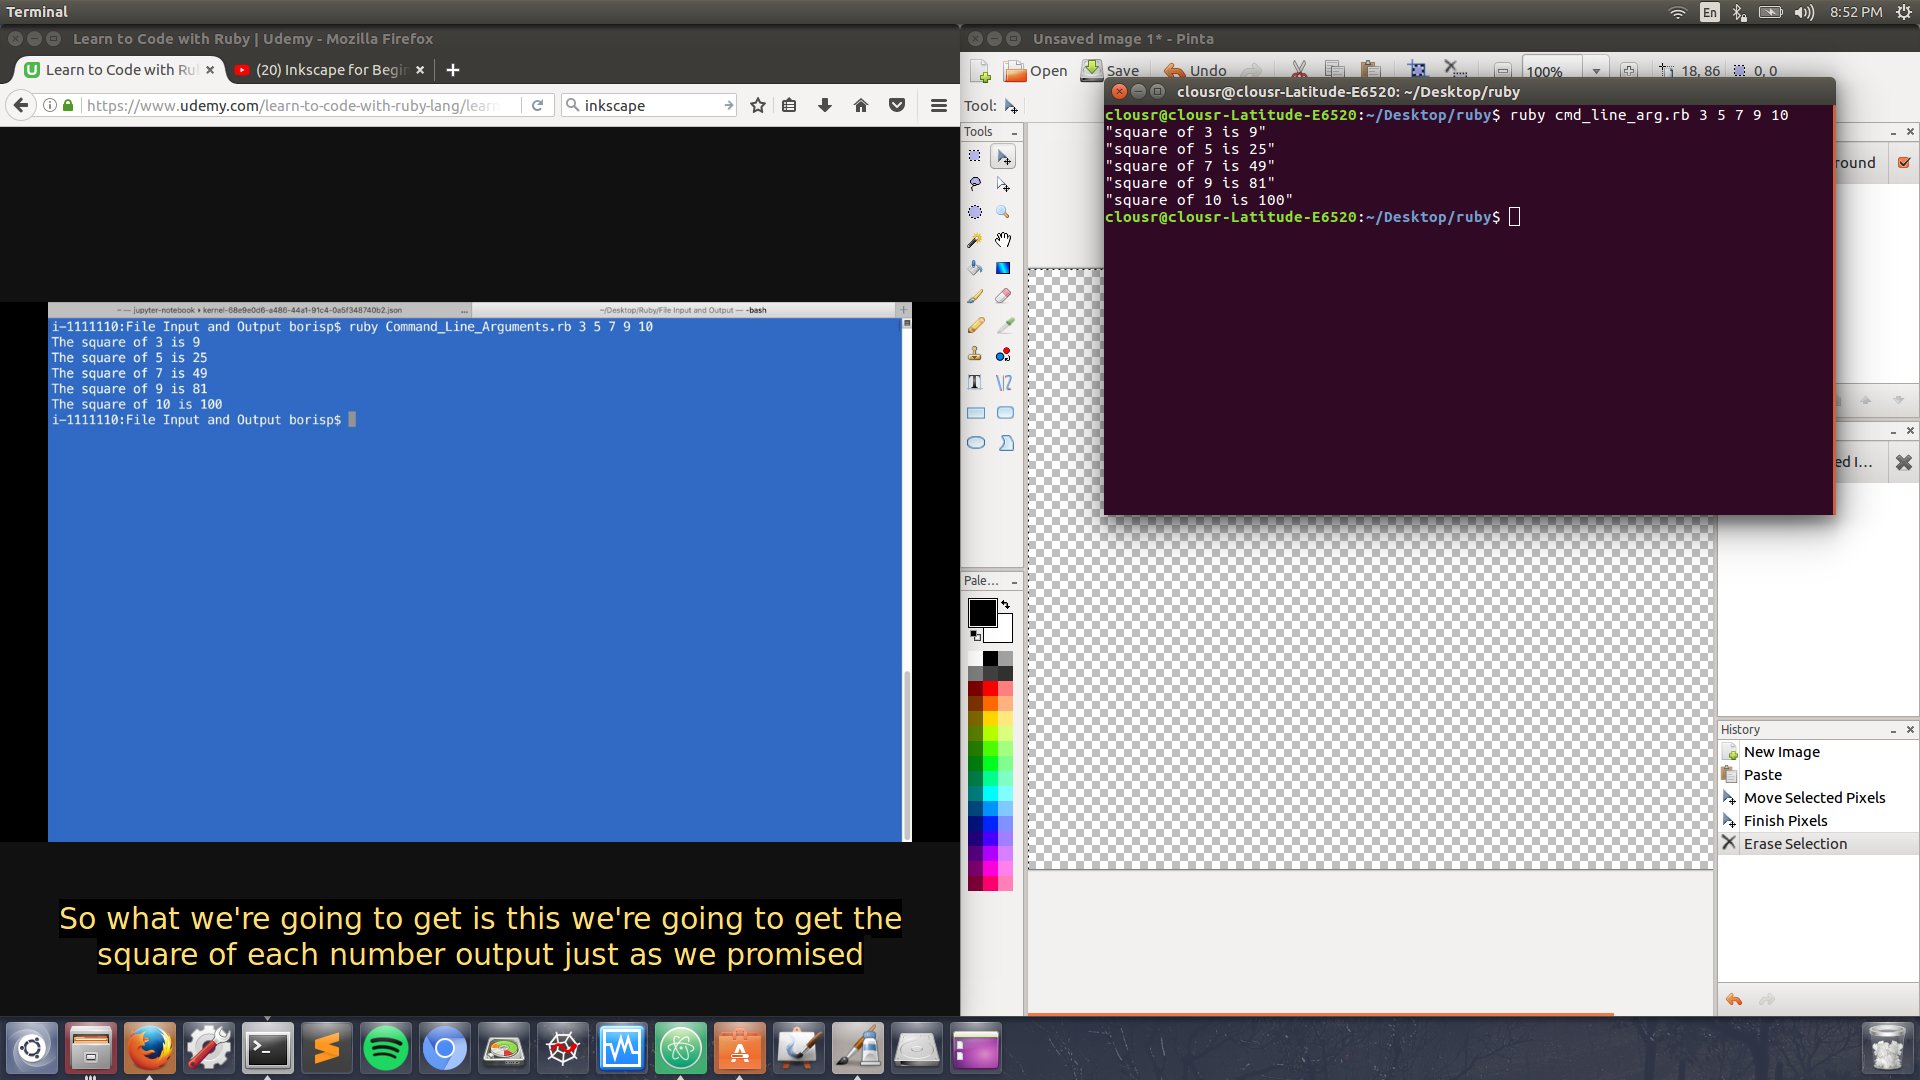 Terminal
En
8:52 PM
Learn to Code with Ruby | Udemy - Mozilla Firefox
Learn to Code with Ru
(20) Inkscape for Begin
https://www.udemy.com/learn-to-code-with-ruby-lang/learn
inkscape
~ — jupyter-notebook ▸ kernel-68e9e0d6-a486-44a1-91c4-0a5f348740b2.json
...
~/Desktop/Ruby/File Input and Output — -bash
i-1111110:File Input and Output borisp$ ruby Command_Line_Arguments.rb 3 5 7 9 10
The square of 3 is 9
The square of 5 is 25
The square of 7 is 49
The square of 9 is 81
The square of 10 is 100
i-1111110:File Input and Output borisp$
So what we're going to get is this we're going to get the
square of each number output just as we promised
Unsaved Image 1* - Pinta
Open
Save
Undo
100%
18, 86
0, 0
Tool:
Tools
clousr@clousr-Latitude-E6520: ~/Desktop/ruby
clousr@clousr-Latitude-E6520:~/Desktop/ruby$ ruby cmd_line_arg.rb 3 5 7 9 10
"square of 3 is 9"
"square of 5 is 25"
"square of 7 is 49"
"square of 9 is 81"
"square of 10 is 100"
clousr@clousr-Latitude-E6520:~/Desktop/ruby$
round
ed I...
Pale...
History
New Image
Paste
Move Selected Pixels
Finish Pixels
Erase Selection